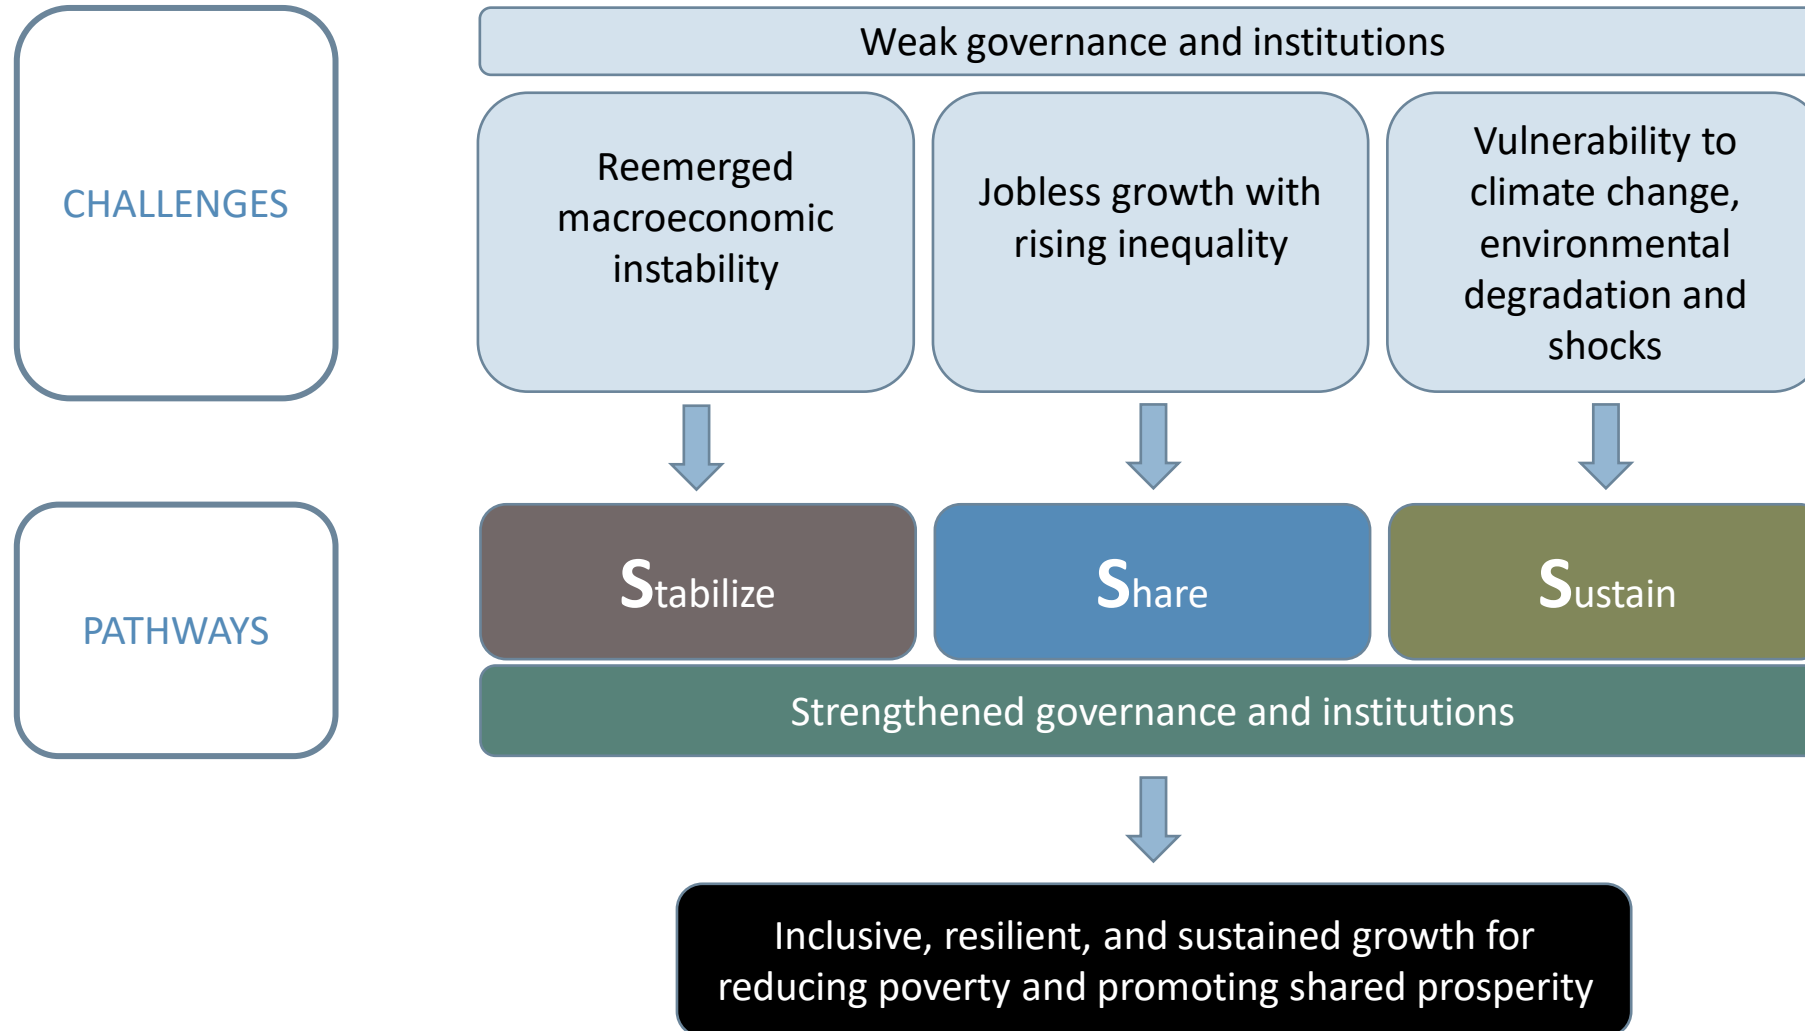 Weak governance and institutions
CHALLENGES
Reemerged
macroeconomic
instability
Jobless growth with
rising inequality
Vulnerability to
climate change,
environmental
degradation and
shocks
PATHWAYS
Stabilize
Share
Sustain
Strengthened governance and institutions
Inclusive, resilient, and sustained growth for
reducing poverty and promoting shared prosperity